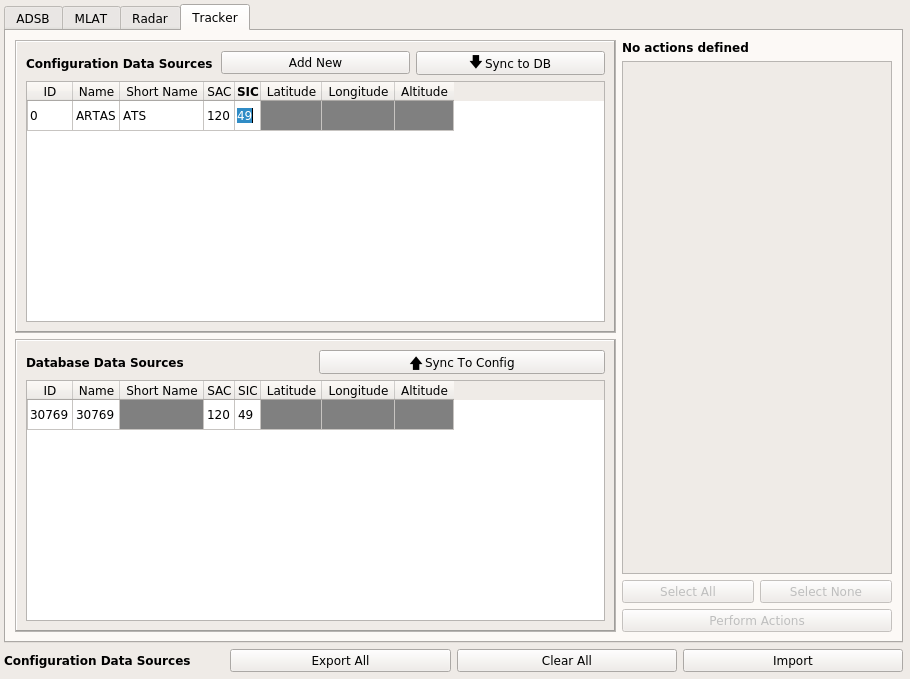 ADSB MLAT Radar Tracker
Configuration Data Sources Add New Sync to DB
ID Name Short Name SAC SIC Latitude Longitude Altitude
0 ARTAS ATS 120 49
Database Data Sources Sync To Config
ID Name Short Name SAC SIC Latitude Longitude Altitude
30769 30769 120 49
No actions defined
Select All Select None
Perform Actions
Configuration Data Sources Export All Clear All Import